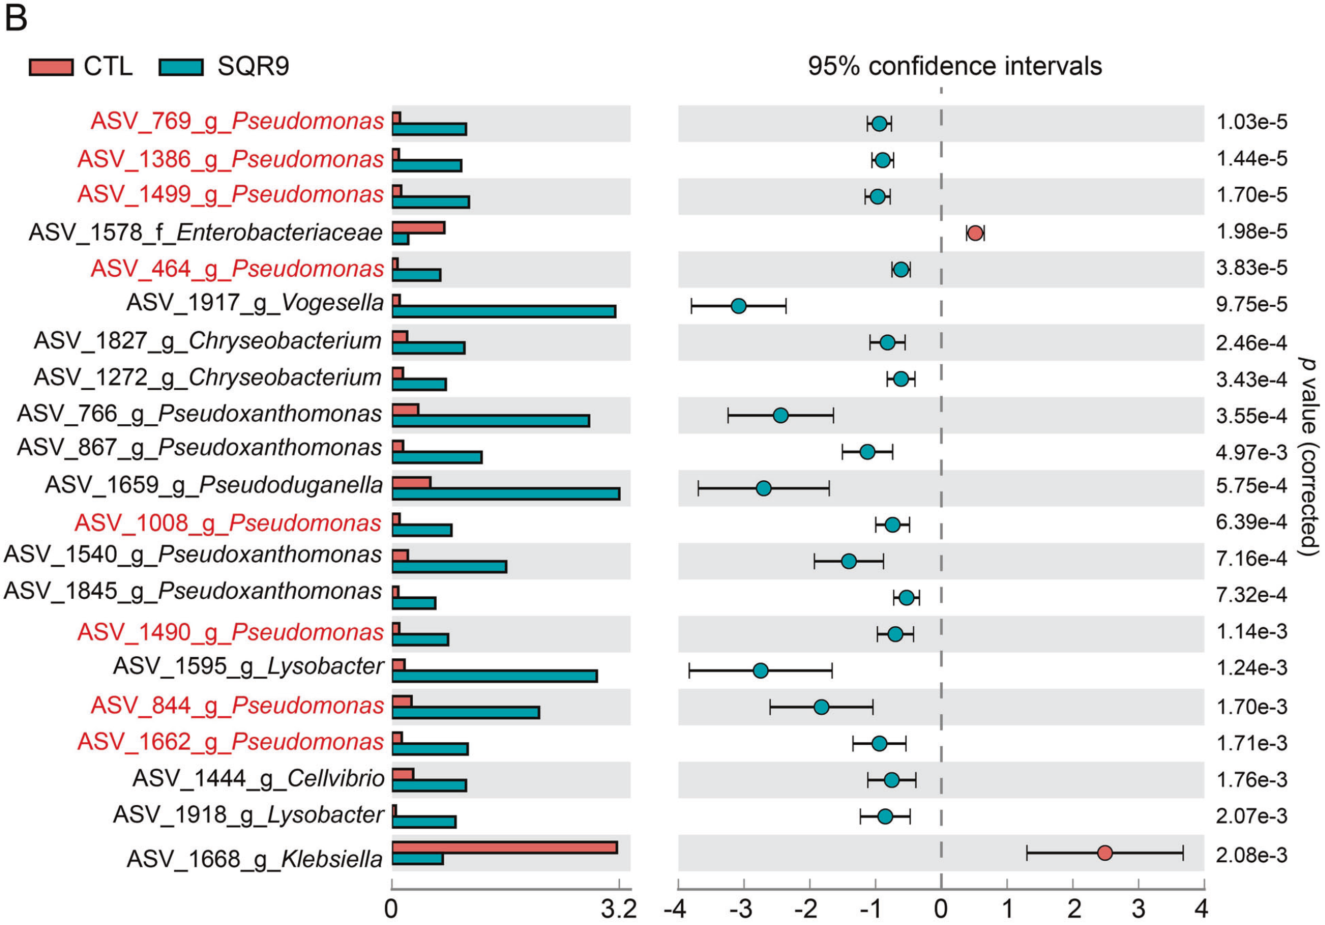 B
CTL SQR9 95% confidence intervals
ASV_769_g_Pseudomonas 1.03e-5
ASV_1386_g_Pseudomonas 1.44e-5
ASV_1499_g_Pseudomonas 1.70e-5
ASV_1578_f_Enterobacteriaceae 1.98e-5
ASV_464_g_Pseudomonas 3.83e-5
ASV_1917_g_Vogesella 9.75e-5
ASV_1827_g_Chryseobacterium 2.46e-4
ASV_1272_g_Chryseobacterium 3.43e-4
ASV_766_g_Pseudoxanthomonas 3.55e-4
ASV_867_g_Pseudoxanthomonas 4.97e-3
ASV_1659_g_Pseudoduganella 5.75e-4
ASV_1008_g_Pseudomonas 6.39e-4
ASV_1540_g_Pseudoxanthomonas 7.16e-4
ASV_1845_g_Pseudoxanthomonas 7.32e-4
ASV_1490_g_Pseudomonas 1.14e-3
ASV_1595_g_Lysobacter 1.24e-3
ASV_844_g_Pseudomonas 1.70e-3
ASV_1662_g_Pseudomonas 1.71e-3
ASV_1444_g_Cellvibrio 1.76e-3
ASV_1918_g_Lysobacter 2.07e-3
ASV_1668_g_Klebsiella 2.08e-3
p value (corrected)
0 3.2 -4 -3 -2 -1 0 1 2 3 4